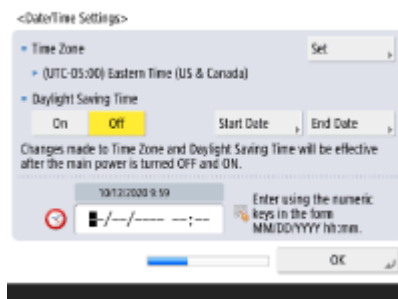 <Date/Time Settings>
Time Zone
Set
(UTC-05:00) Eastern Time (US & Canada)
Daylight Saving Time
On
Off
Start Date
End Date
Changes made to Time Zone and Daylight Saving Time will be effective
after the main power is turned OFF and ON.
10/12/2020 9:59
-/--/---- --:--
Enter using the numeric
keys in the form
MM/DD/YYYY hh:mm.
OK